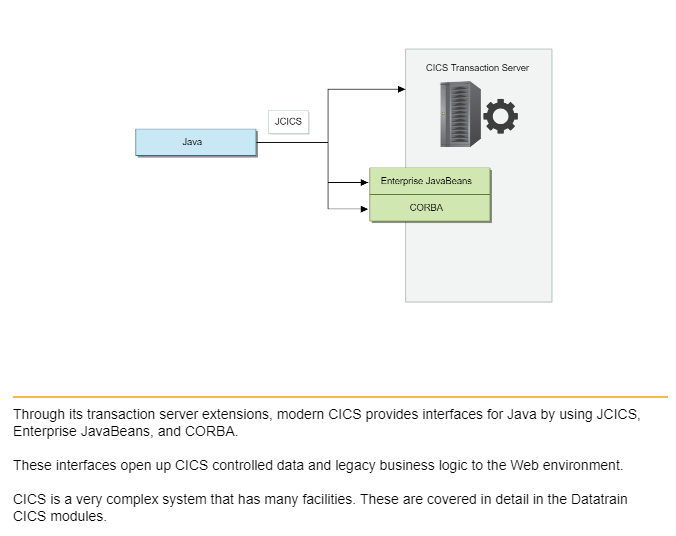 CICS Transaction Server
JCICS
Java
Enterprise JavaBeans
CORBA
Through its transaction server extensions, modern CICS provides interfaces for Java by using JCICS,
Enterprise JavaBeans, and CORBA.
These interfaces open up CICS controlled data and legacy business logic to the Web environment.
CICS is a very complex system that has many facilities. These are covered in detail in the Datatrain
CICS modules.